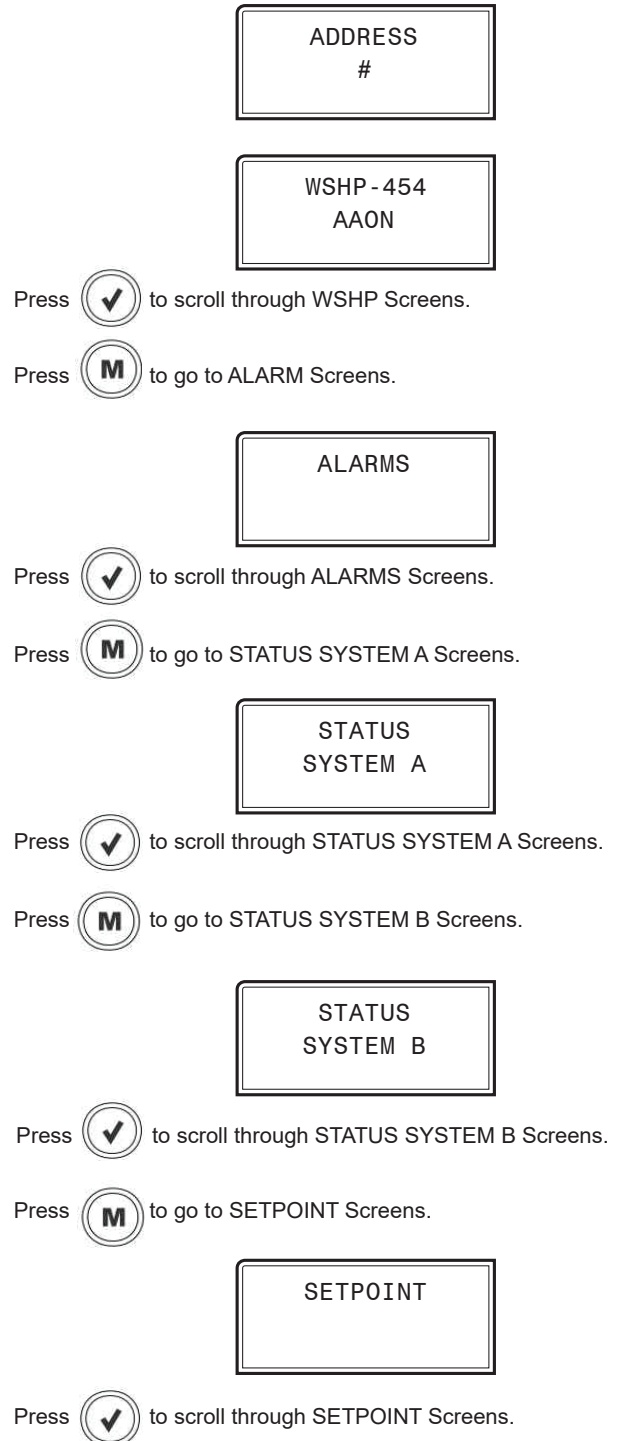 ADDRESS
#
WSHP-454
AAON
Press ✓ to scroll through WSHP Screens.
Press M to go to ALARM Screens.
ALARMS
Press ✓ to scroll through ALARMS Screens.
Press M to go to STATUS SYSTEM A Screens.
STATUS
SYSTEM A
Press ✓ to scroll through STATUS SYSTEM A Screens.
Press M to go to STATUS SYSTEM B Screens.
STATUS
SYSTEM B
Press ✓ to scroll through STATUS SYSTEM B Screens.
Press M to go to SETPOINT Screens.
SETPOINT
Press ✓ to scroll through SETPOINT Screens.